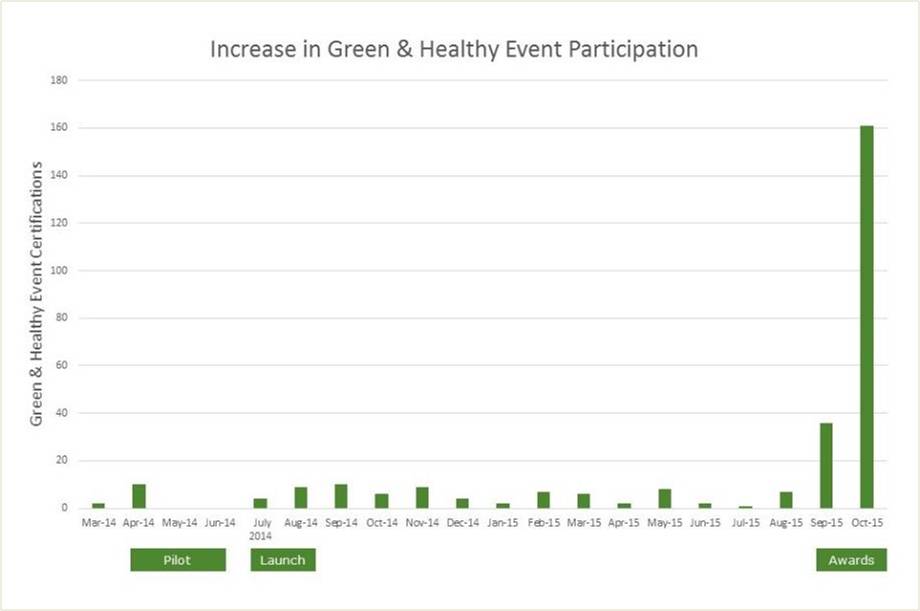 Increase in Green & Healthy Event Participation
Green & Healthy Event Certifications
180
160
140
120
100
80
60
40
20
0
Mar-14 Apr-14 May-14 Jun-14 July Aug-14 Sep-14 Oct-14 Nov-14 Dec-14 Jan-15 Feb-15 Mar-15 Apr-15 May-15 Jun-15 Jul-15 Aug-15 Sep-15 Oct-15
2014
Pilot Launch Awards